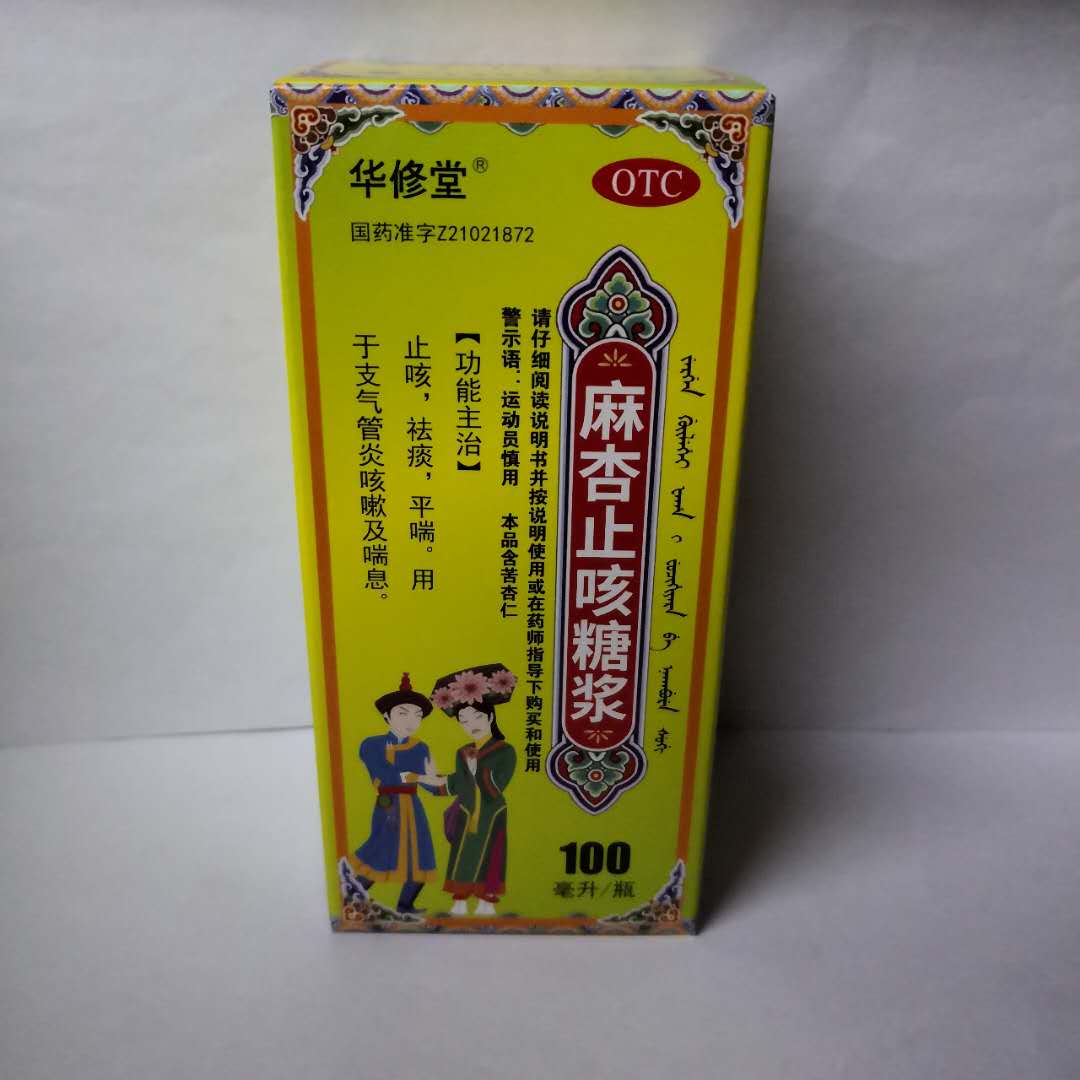 华修堂®
OTC
国药准字Z21021872
麻杏止咳糖浆
请仔细阅读说明书并按说明使用或在药师指导下购买和使用
警示语：运动员慎用 本品含苦杏仁
【功能主治】
止咳，祛痰，平喘。用
于支气管炎咳嗽及喘息。
100
毫升/瓶